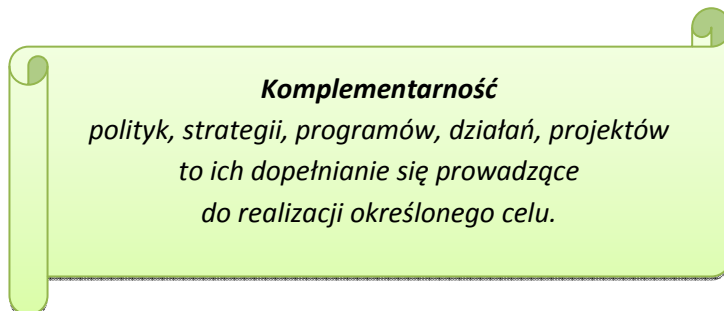 Komplementarność
polityk, strategii, programów, działań, projektów
to ich dopełnianie się prowadzące
do realizacji określonego celu.